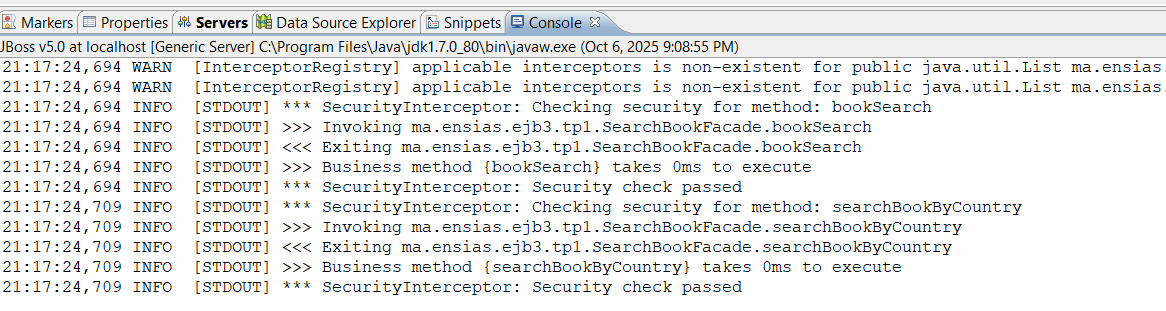 Markers Properties Servers Data Source Explorer Snippets Console
JBoss v5.0 at localhost [Generic Server] C:\Program Files\Java\jdk1.7.0_80\bin\javaw.exe (Oct 6, 2025 9:08:55 PM)
21:17:24,694 WARN [InterceptorRegistry] applicable interceptors is non-existent for public java.util.List ma.ensias.
21:17:24,694 WARN [InterceptorRegistry] applicable interceptors is non-existent for public java.util.List ma.ensias.
21:17:24,694 INFO [STDOUT] *** SecurityInterceptor: Checking security for method: bookSearch
21:17:24,694 INFO [STDOUT] >>> Invoking ma.ensias.ejb3.tp1.SearchBookFacade.bookSearch
21:17:24,694 INFO [STDOUT] <<< Exiting ma.ensias.ejb3.tp1.SearchBookFacade.bookSearch
21:17:24,694 INFO [STDOUT] >>> Business method {bookSearch} takes 0ms to execute
21:17:24,694 INFO [STDOUT] *** SecurityInterceptor: Security check passed
21:17:24,709 INFO [STDOUT] *** SecurityInterceptor: Checking security for method: searchBookByCountry
21:17:24,709 INFO [STDOUT] >>> Invoking ma.ensias.ejb3.tp1.SearchBookFacade.searchBookByCountry
21:17:24,709 INFO [STDOUT] <<< Exiting ma.ensias.ejb3.tp1.SearchBookFacade.searchBookByCountry
21:17:24,709 INFO [STDOUT] >>> Business method {searchBookByCountry} takes 0ms to execute
21:17:24,709 INFO [STDOUT] *** SecurityInterceptor: Security check passed